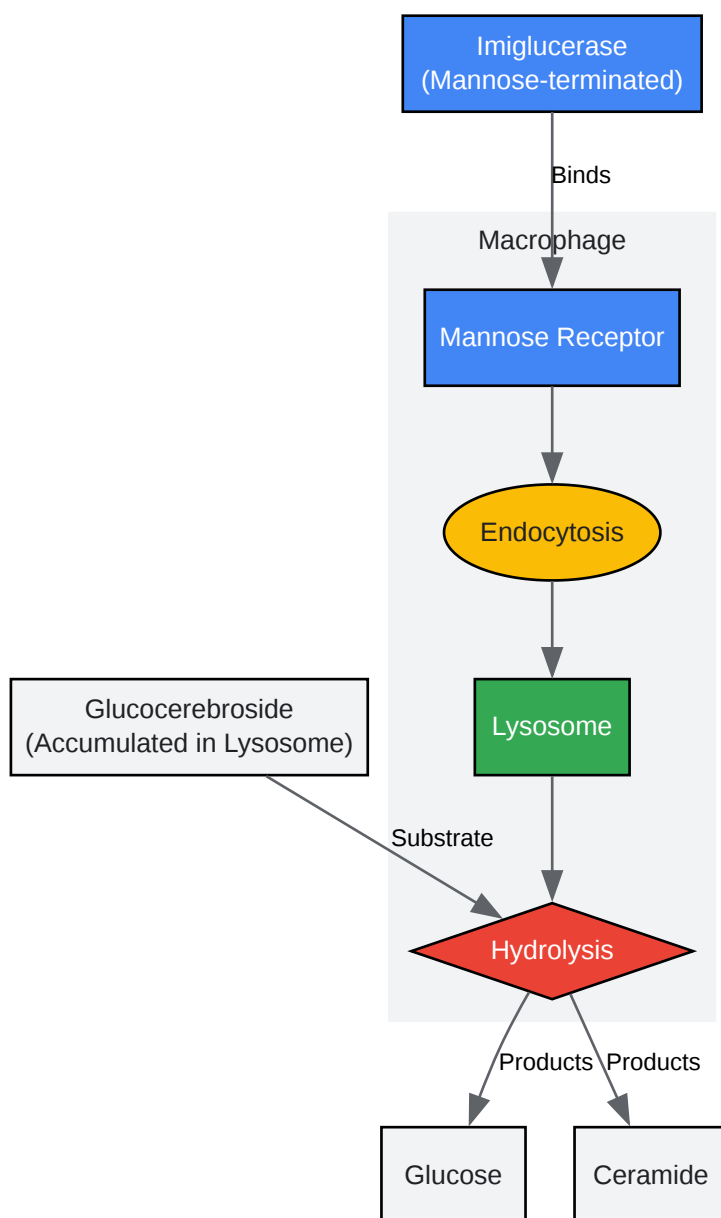 Imiglucerase
(Mannose-terminated)
Binds
Macrophage
Mannose Receptor
Endocytosis
Glucocerebroside
(Accumulated in Lysosome)
Lysosome
Substrate
Hydrolysis
Products
Products
Glucose
Ceramide